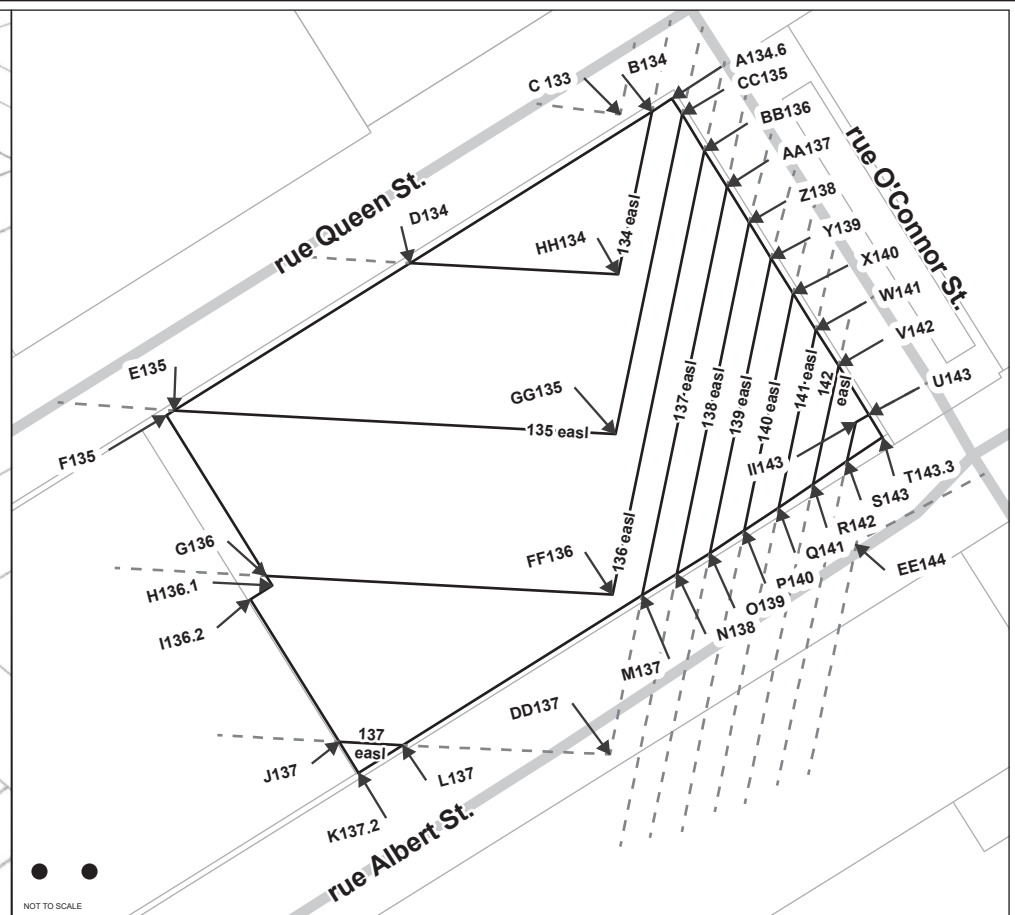 A134.6
B134
C 133
CC135
BB136
rue Queen St.
AA137
rue O'Connor St.
Z138
D134
134 easl
HH134
Y139
X140
W141
V142
E135
U143
GG135
137 easl
138 easl
139 easl
140 easl
141 easl
142
easl
135 easl
F135
II143
T143.3
S143
R142
G136
FF136
136 easl
Q141
EE144
H136.1
P140
O139
I136.2
N138
M137
DD137
137
easl
J137
L137
K137.2
rue Albert St.
NOT TO SCALE